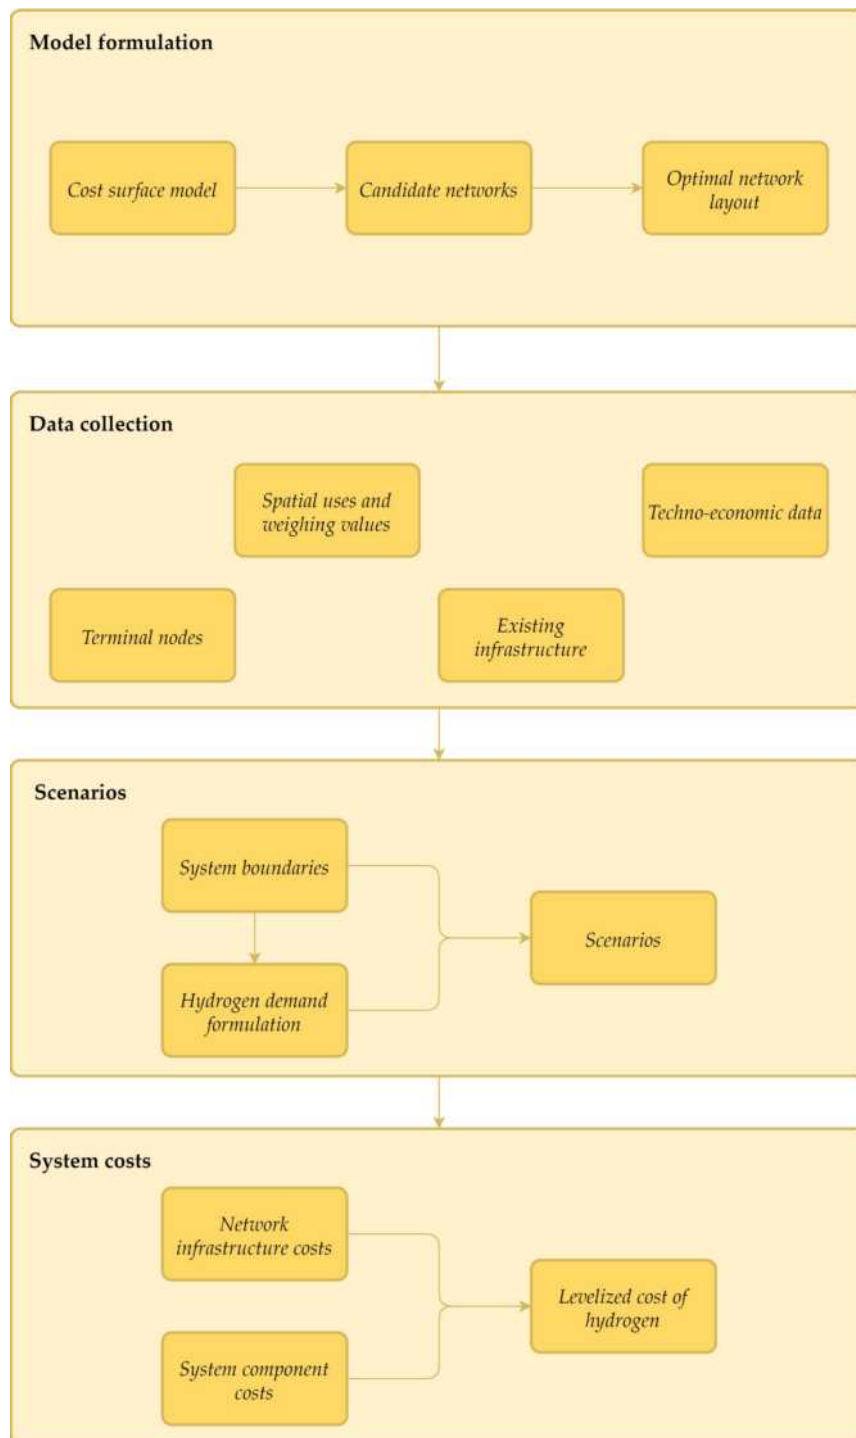 Model formulation
Cost surface model
Candidate networks
Optimal network
layout
Data collection
Spatial uses and
weighing values
Techno-economic data
Terminal nodes
Existing
infrastructure
Scenarios
System boundaries
Hydrogen demand
formulation
Scenarios
System costs
Network
infrastructure costs
Levelized cost of
hydrogen
System component
costs